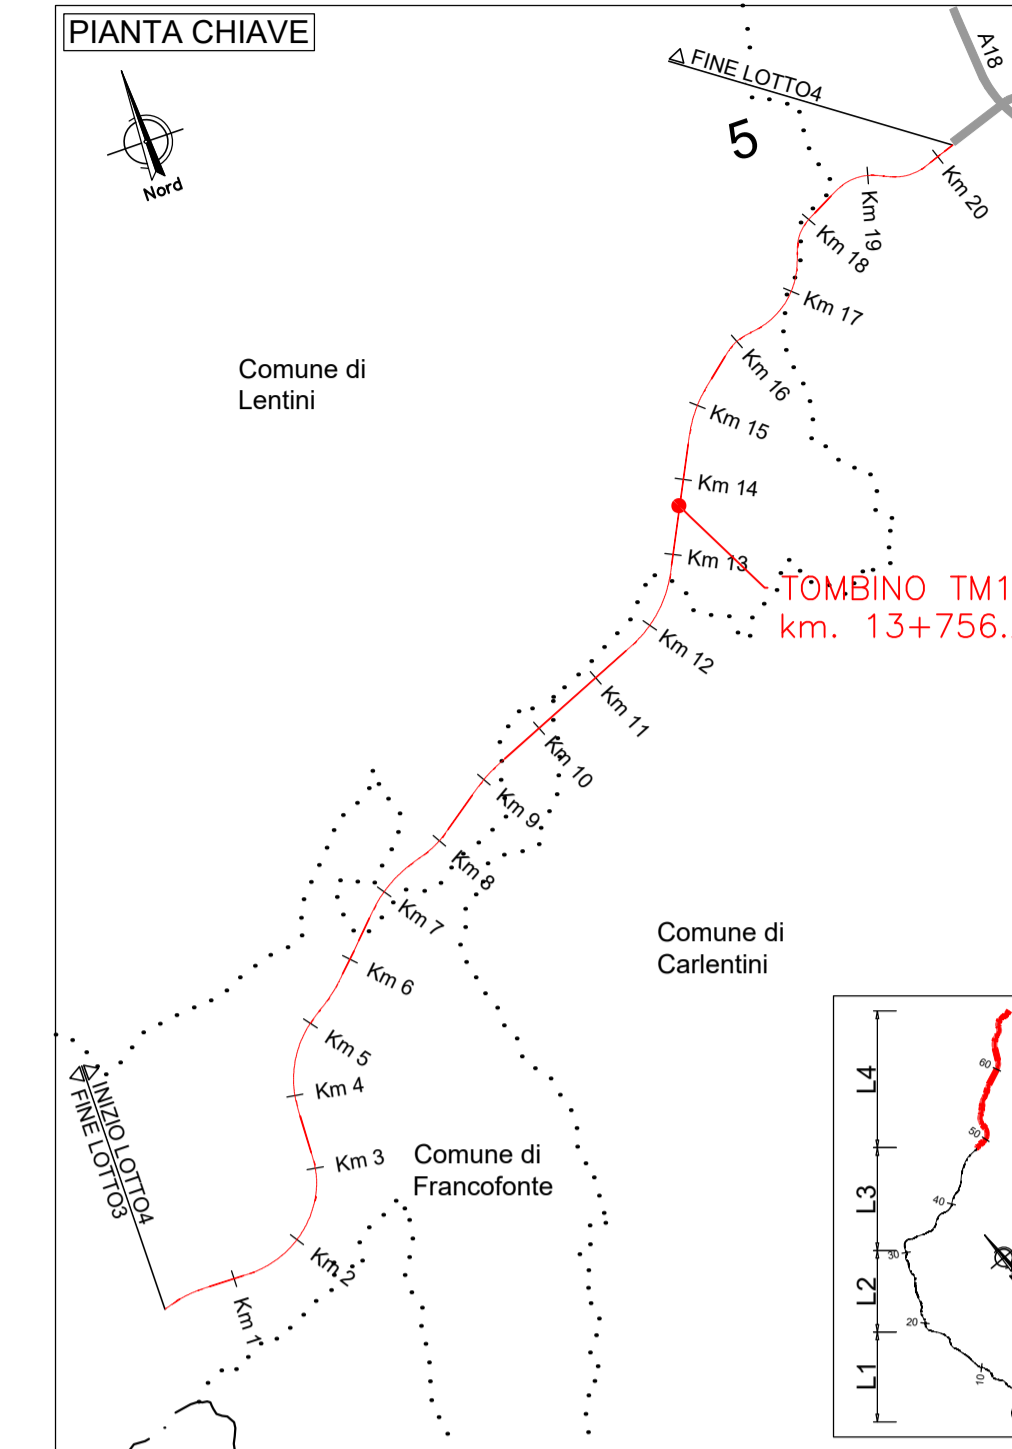 PIANTA CHIAVE
Nord
A18
FINE LOTTO4
5
Km 20
Km 19
Km 18
Km 17
Km 16
Comune di
Lentini
Km 15
Km 14
Km 13
TOMBINO TM1
km. 13+756.
Km 12
Km 11
Km 10
Km 9
Km 8
Km 7
Comune di
Carlentini
Km 6
Km 5
Km 4
INIZIO LOTTO4
FINE LOTTO3
Km 3
Comune di
Francofonte
Km 2
Km 1
L4
60
50
L3
40
30
L2
20
L1
10